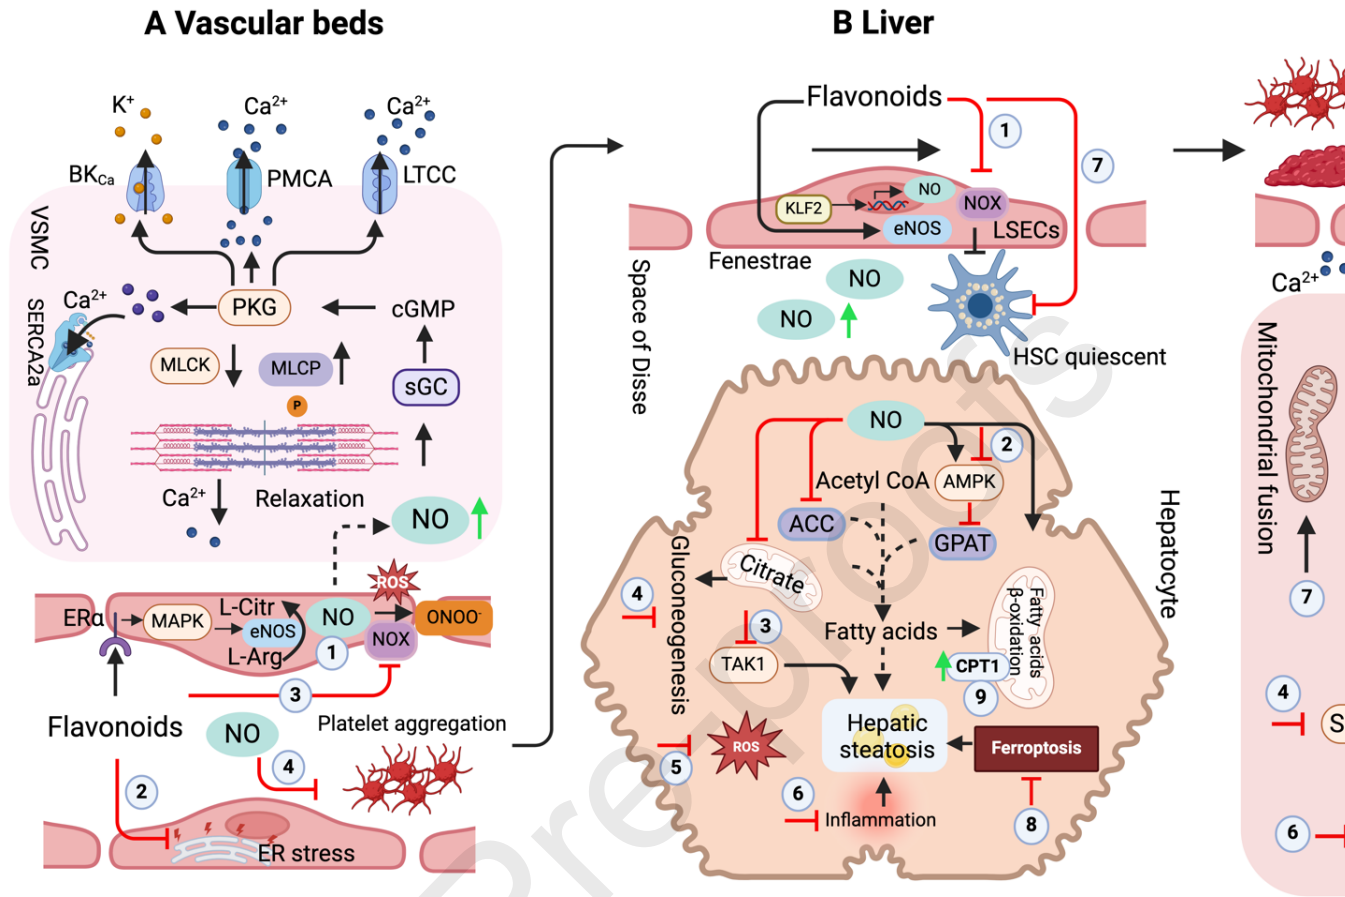 A Vascular beds
K+
Ca2+
Ca2+
BKCa
PMCA
LTCC
VSMC
SERCA2a
Ca2+
PKG
cGMP
MLCK
MLCP
sGC
P
Ca2+
Relaxation
NO
ROS
ERα
MAPK
L-Citr
eNOS
L-Arg
NO
1
NOX
ONOO-
3
Flavonoids
NO
Platelet aggregation
4
2
ER stress
B Liver
Flavonoids
1
7
KLF2
NO
eNOS
NOX
LSECs
Fenestrae
NO
NO
Space of Disse
HSC quiescent
NO
2
Acetyl CoA
AMPK
ACC
GPAT
Citrate
Gluconeogenesis
4
3
TAK1
Fatty acids
Fatty acids
β-oxidation
CPT1
9
Hepatic
steatosis
ROS
5
Ferroptosis
6
Inflammation
8
Hepatocyte
Ca2+
Mitochondrial fusion
7
4
S
6
Pre-proofs